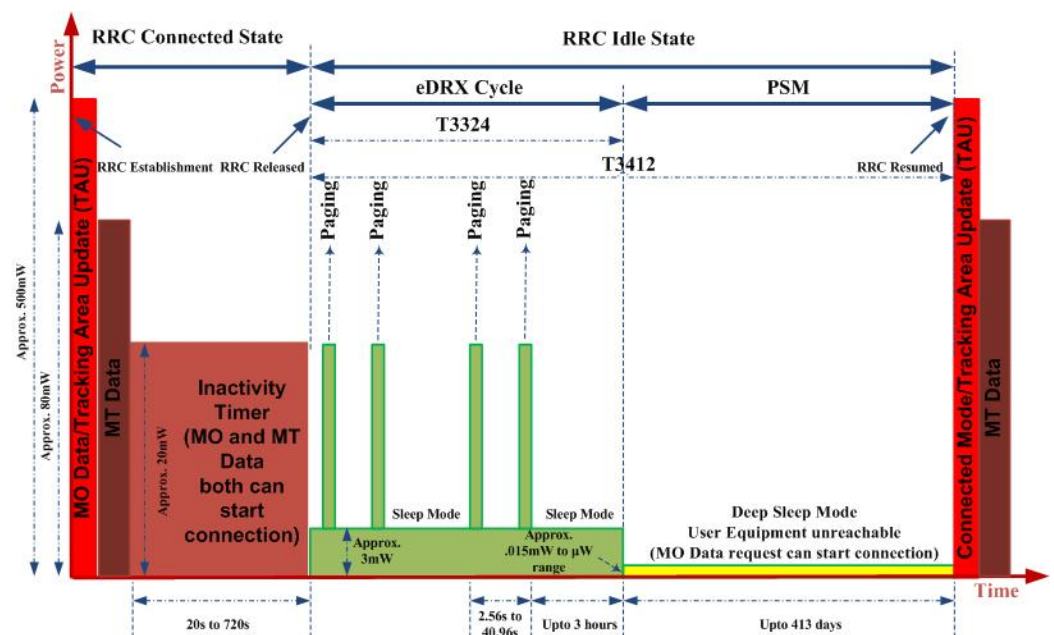 RRC Connected State
RRC Idle State
Power
eDRX Cycle
PSM
T3324
RRC Establishment
RRC Released
RRC Resumed
T3412
Approx. 500mW
Approx. 80mW
MO Data/Tracking Area Update (TAU)
MT Data
Approx. 20mW
Inactivity
Timer
(MO and MT
Data
both can
start
connection)
Paging
Paging
Paging
Paging
Sleep Mode
Sleep Mode
Approx.
3mW
Approx.
.015mW to µW
range
Deep Sleep Mode
User Equipment unreachable
(MO Data request can start connection)
Connected Mode/Tracking Area Update (TAU)
MT Data
Time
20s to 720s
2.56s to
40.96s
Upto 3 hours
Upto 413 days